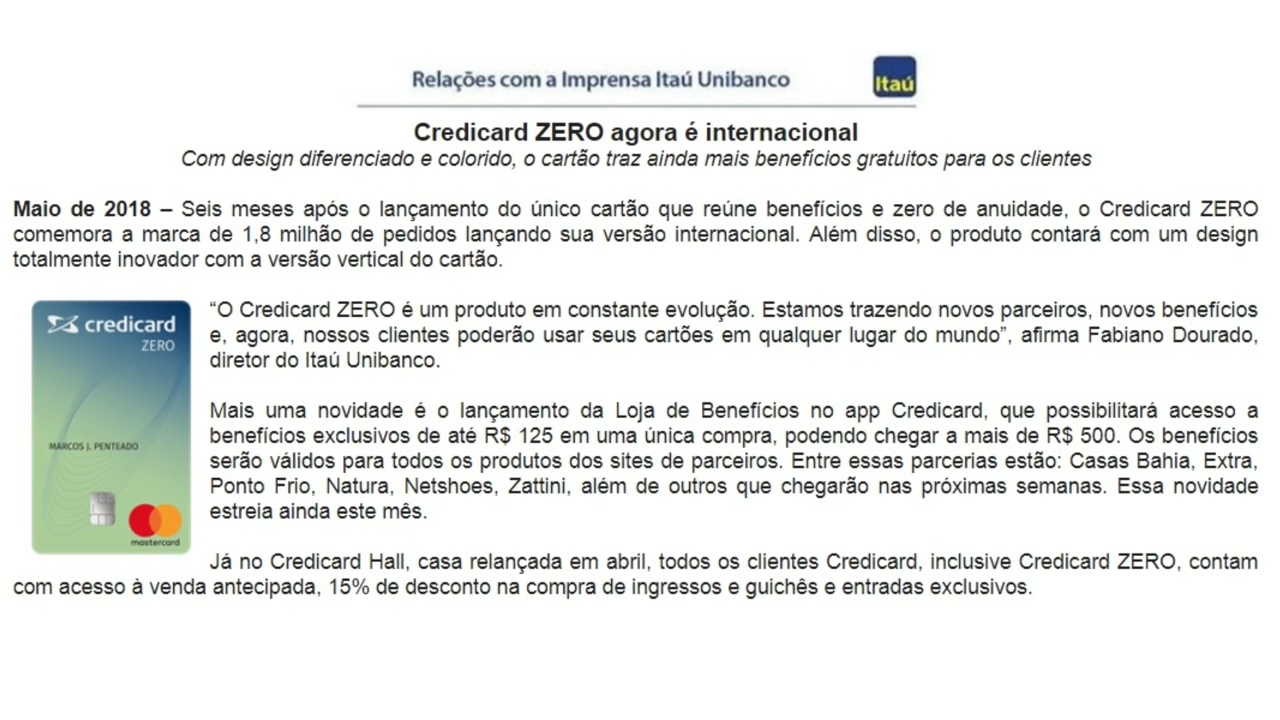 Relações com a Imprensa Itaú Unibanco
Itaú
Credicard ZERO agora é internacional
Com design diferenciado e colorido, o cartão traz ainda mais benefícios gratuitos para os clientes
Maio de 2018 – Seis meses após o lançamento do único cartão que reúne benefícios e zero de anuidade, o Credicard ZERO
comemora a marca de 1,8 milhão de pedidos lançando sua versão internacional. Além disso, o produto contará com um design
totalmente inovador com a versão vertical do cartão.
credicard
ZERO
MARCOS J. PENTEADO
mastercard
“O Credicard ZERO é um produto em constante evolução. Estamos trazendo novos parceiros, novos benefícios
e, agora, nossos clientes poderão usar seus cartões em qualquer lugar do mundo”, afirma Fabiano Dourado,
diretor do Itaú Unibanco.
Mais uma novidade é o lançamento da Loja de Benefícios no app Credicard, que possibilitará acesso a
benefícios exclusivos de até R$ 125 em uma única compra, podendo chegar a mais de R$ 500. Os benefícios
serão válidos para todos os produtos dos sites de parceiros. Entre essas parcerias estão: Casas Bahia, Extra,
Ponto Frio, Natura, Netshoes, Zattini, além de outros que chegarão nas próximas semanas. Essa novidade
estreia ainda este mês.
Já no Credicard Hall, casa relançada em abril, todos os clientes Credicard, inclusive Credicard ZERO, contam
com acesso à venda antecipada, 15% de desconto na compra de ingressos e guichês e entradas exclusivos.